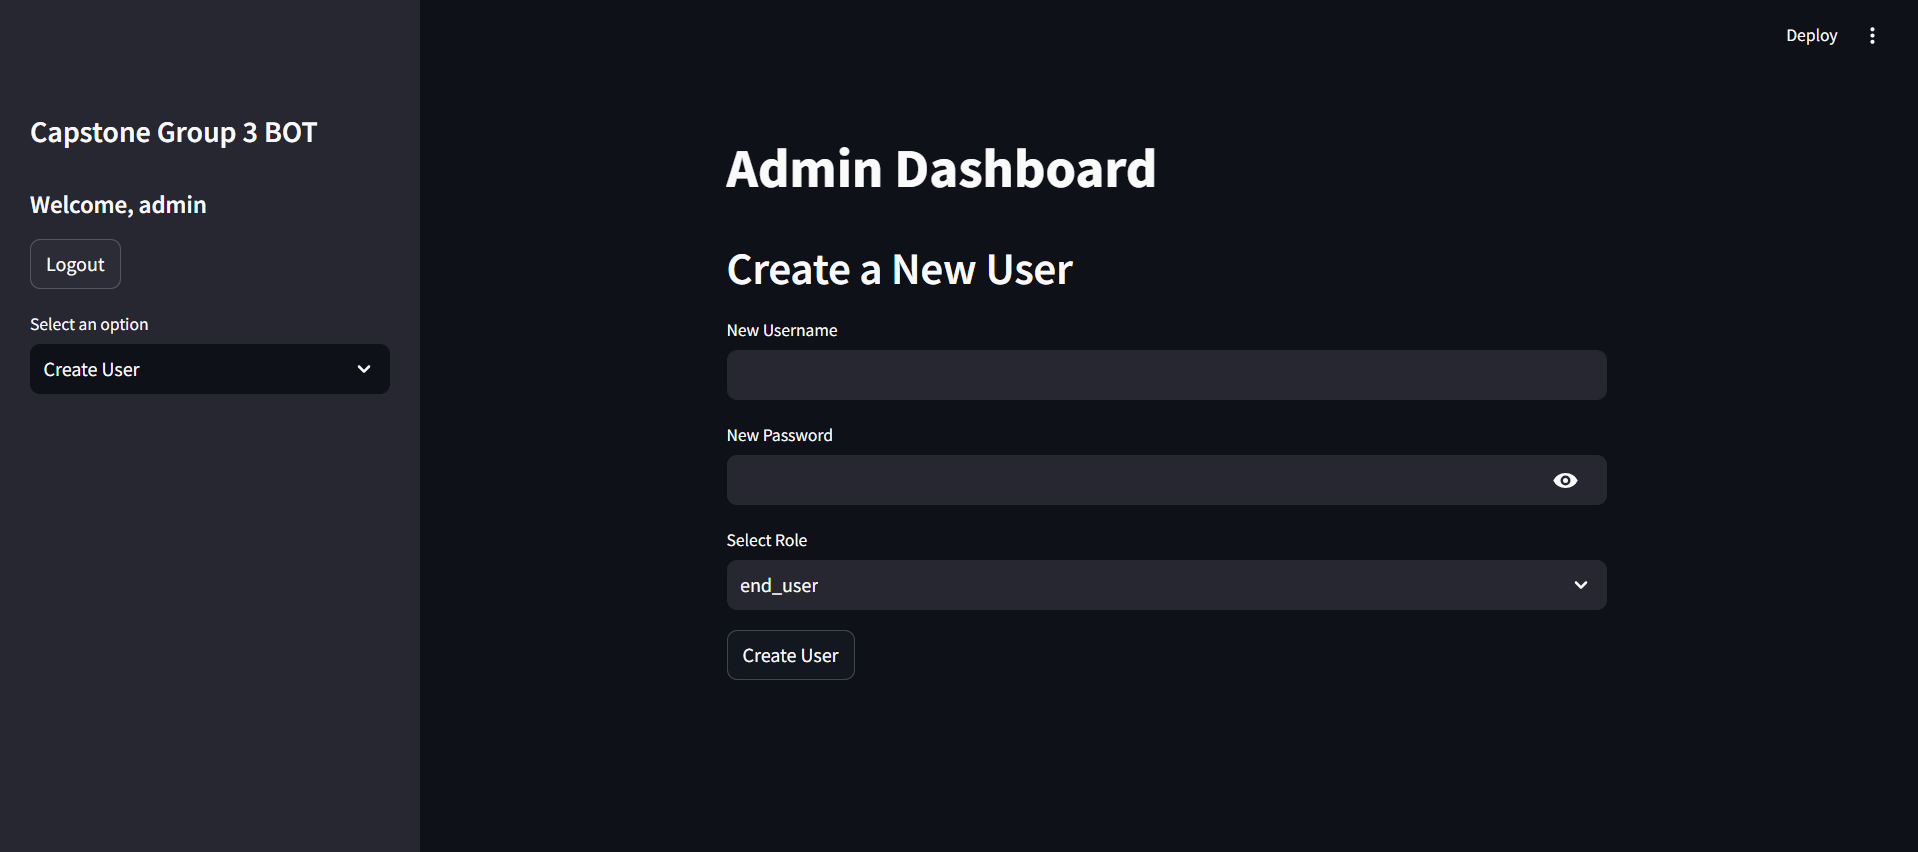 Deploy
Capstone Group 3 BOT
Welcome, admin
Logout
Select an option
Create User
Admin Dashboard
Create a New User
New Username
New Password
Select Role
end_user
Create User